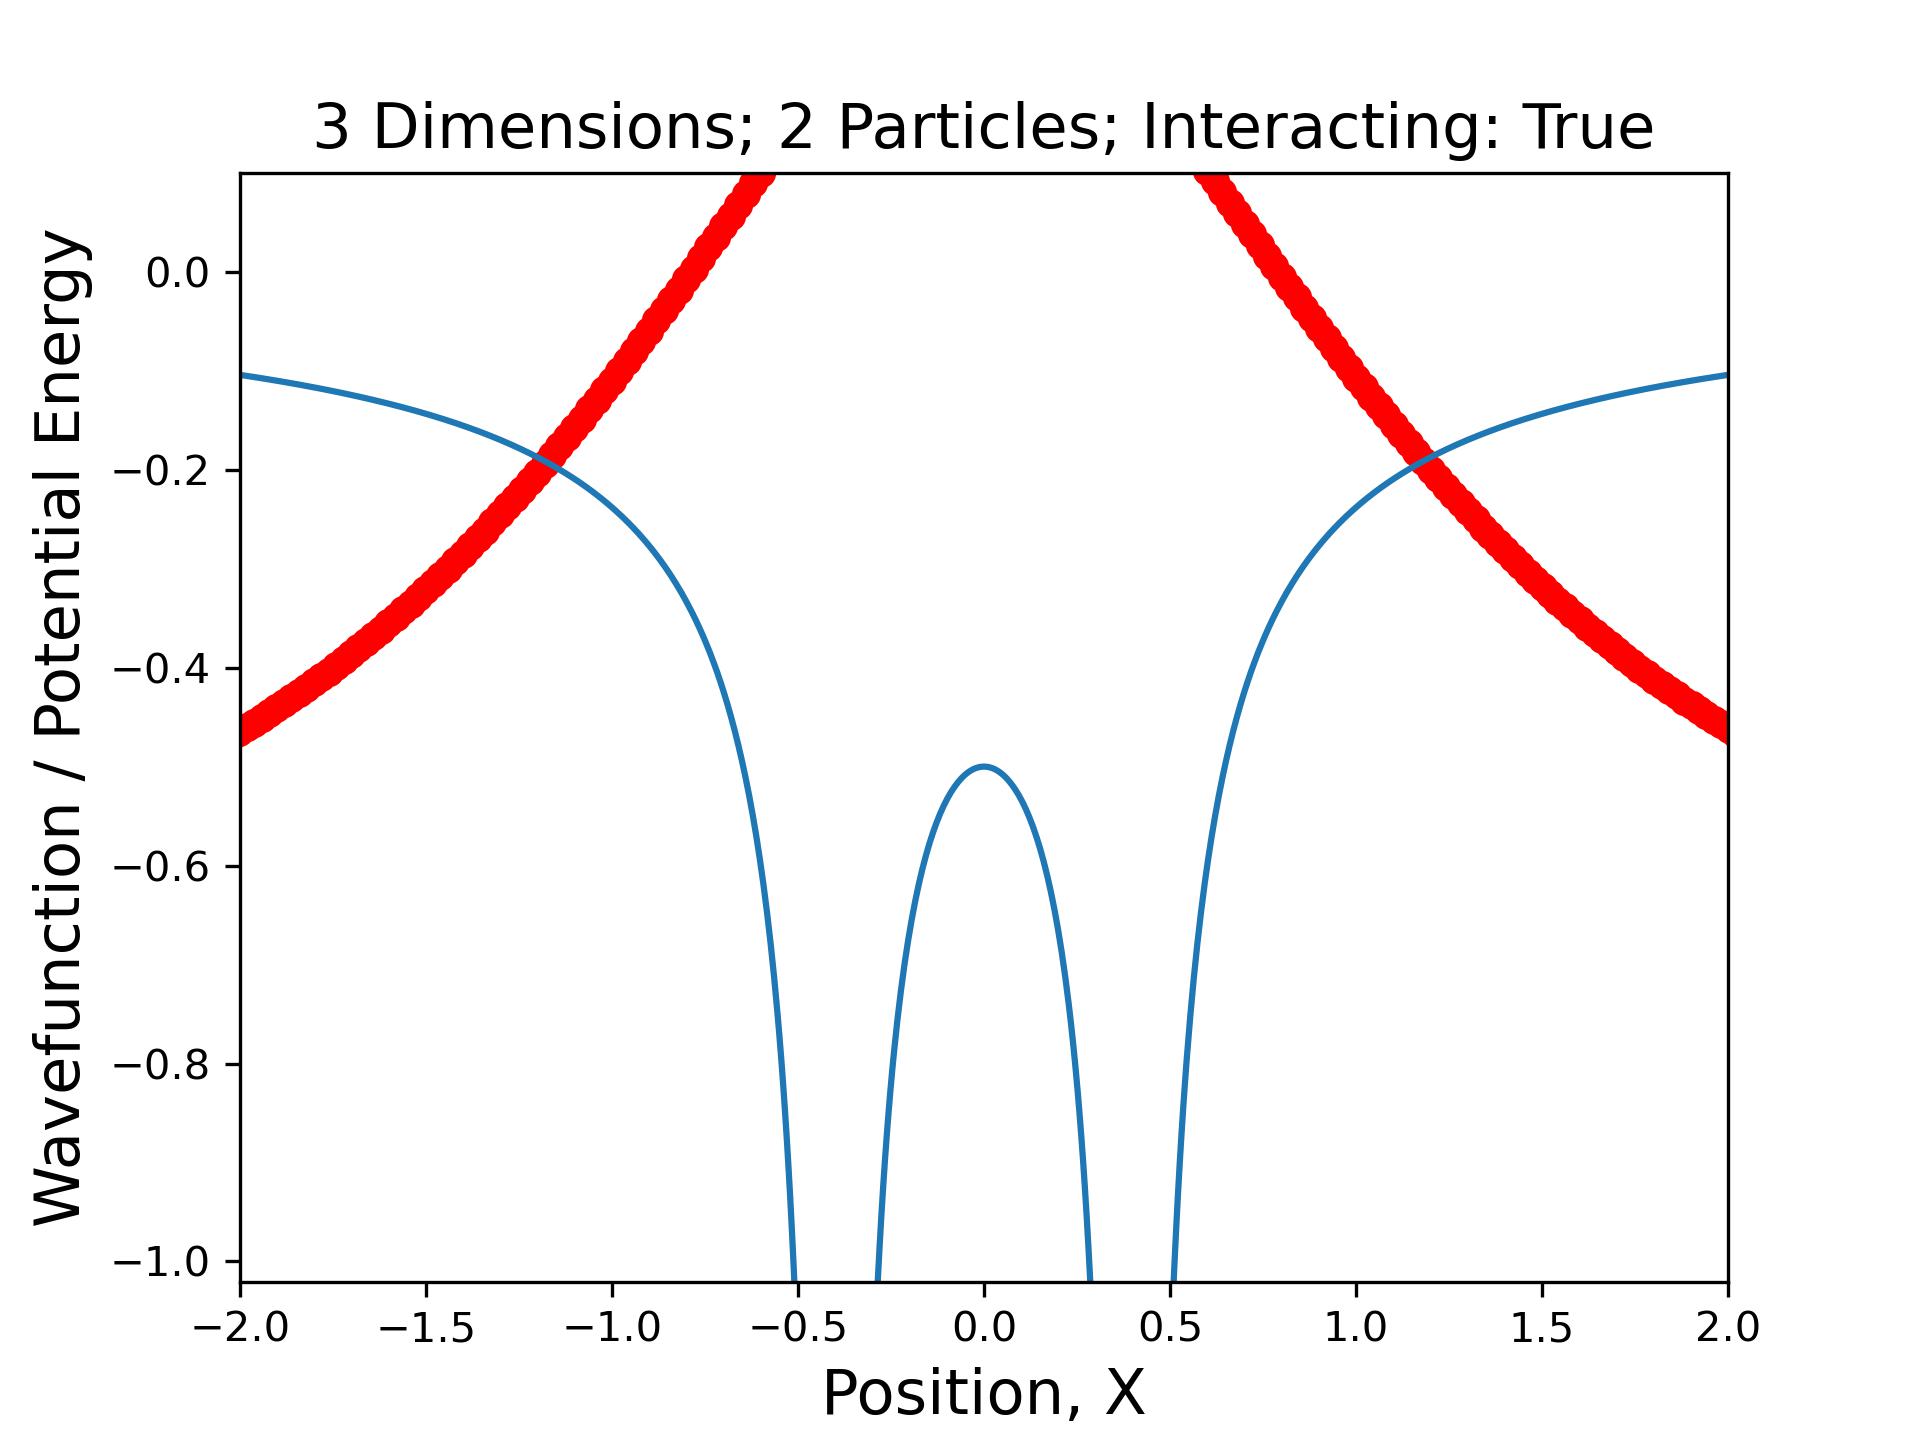 3 Dimensions; 2 Particles; Interacting: True
Wavefunction / Potential Energy
0.0
−0.2
−0.4
−0.6
−0.8
−1.0
−2.0 −1.5 −1.0 −0.5 0.0 0.5 1.0 1.5 2.0
Position, X